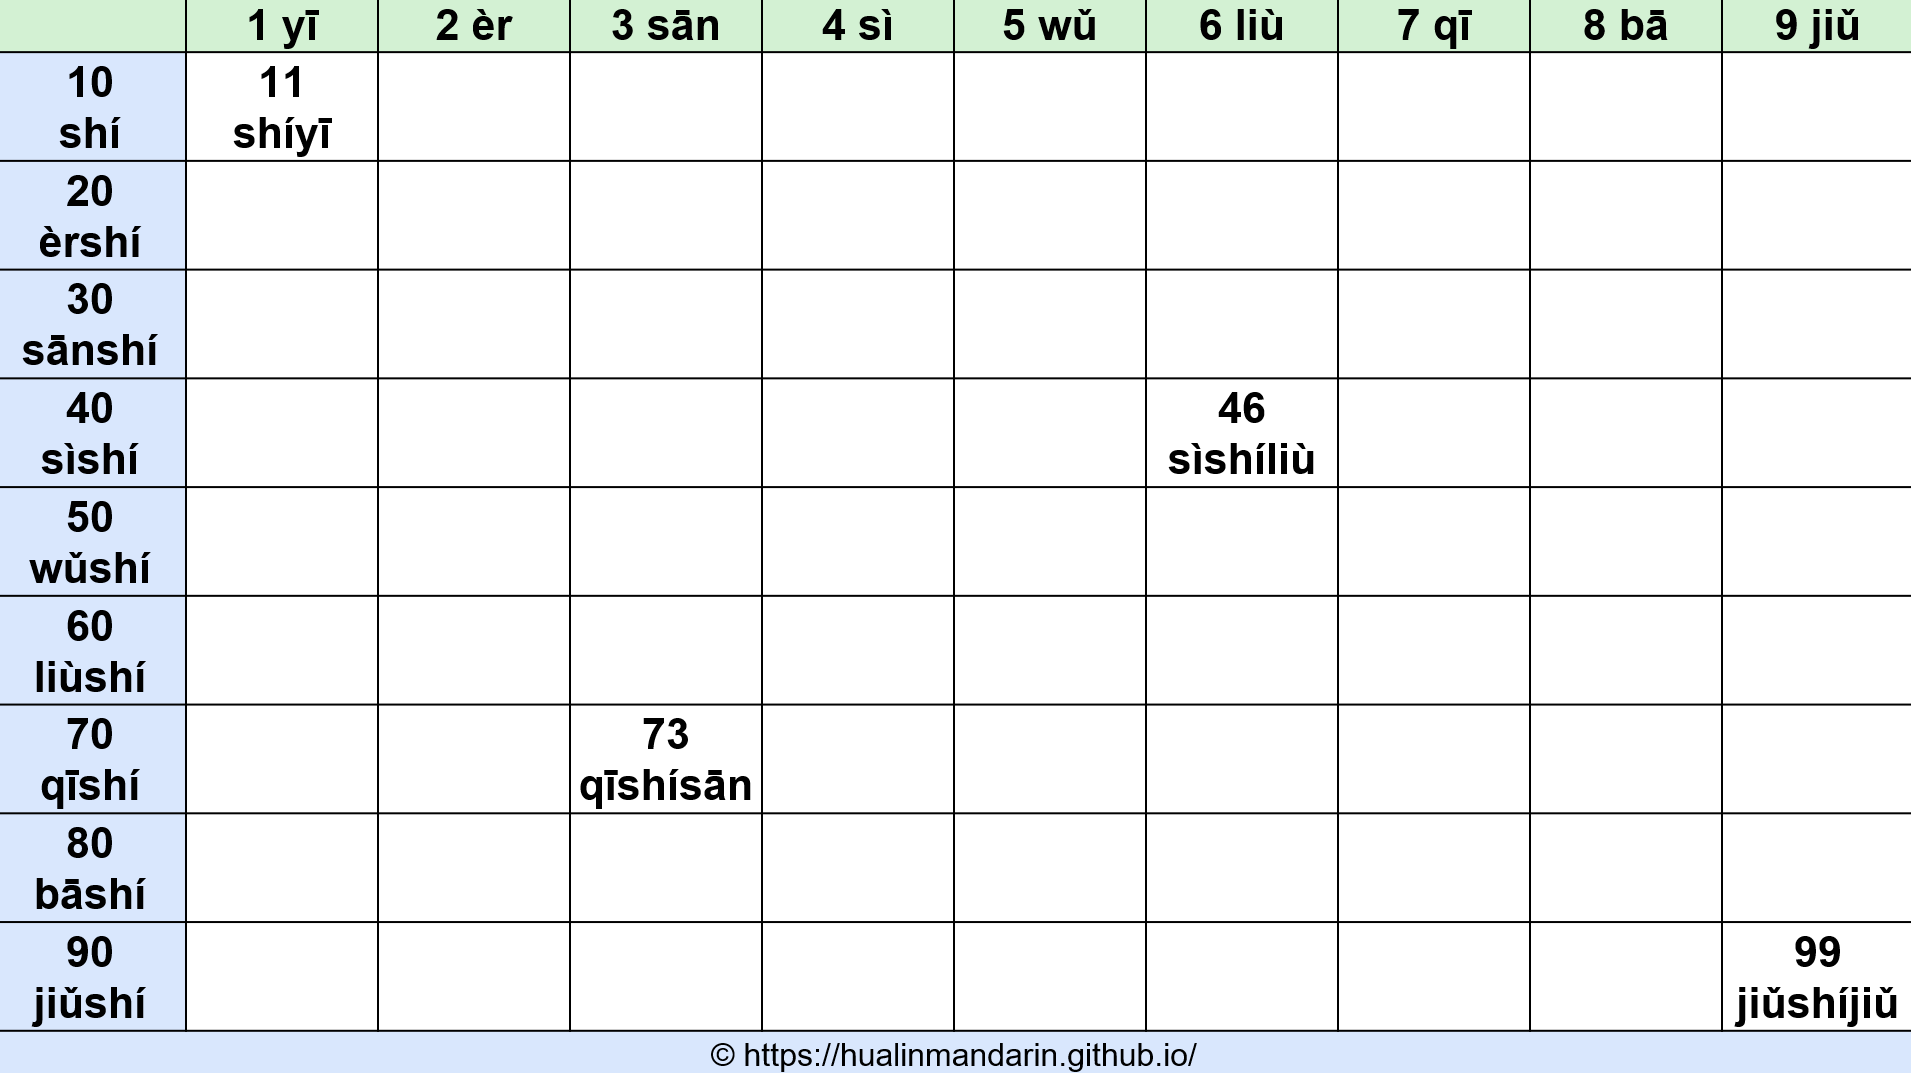 1 yī 2 èr 3 sān 4 sì 5 wǔ 6 liù 7 qī 8 bā 9 jiǔ
10 11
shí shíyī
20
èrshí
30
sānshí
40 46
sìshí sìshíliù
50
wǔshí
60
liùshí
70 73
qīshí qīshísān
80
bāshí
90 99
jiǔshí jiǔshíjiǔ
© https://hualinmandarin.github.io/